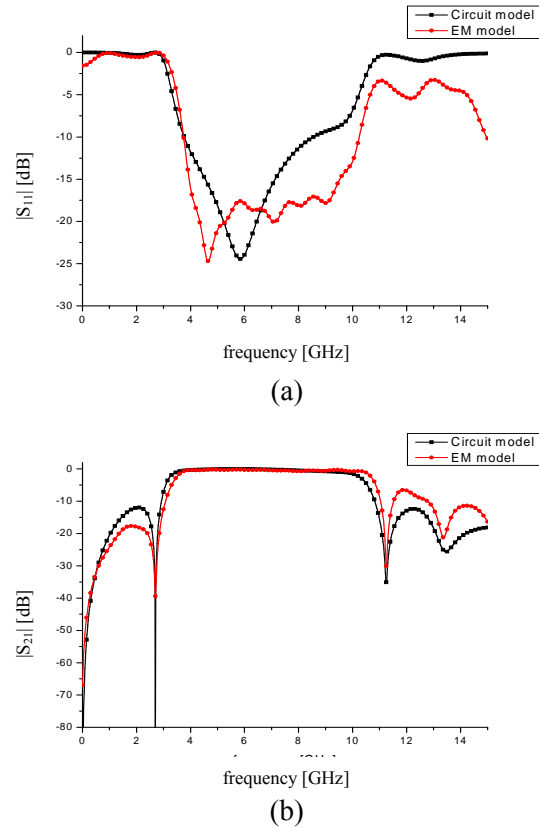 (a)
Circuit model
EM model
0
-5
-10
-15
-20
-25
-30
|S₁₁| [dB]
0 2 4 6 8 10 12 14
frequency [GHz]
(a)
Circuit model
EM model
0
-10
-20
-30
-40
-50
-60
-70
-80
|S₂₁| [dB]
0 2 4 6 8 10 12 14
frequency [GHz]
(b)